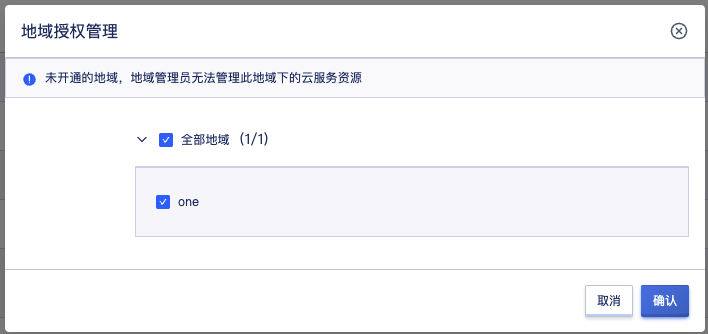 地域授权管理
未开通的地域，地域管理员无法管理此地域下的云服务资源
全部地域 (1/1)
one
取消
确认